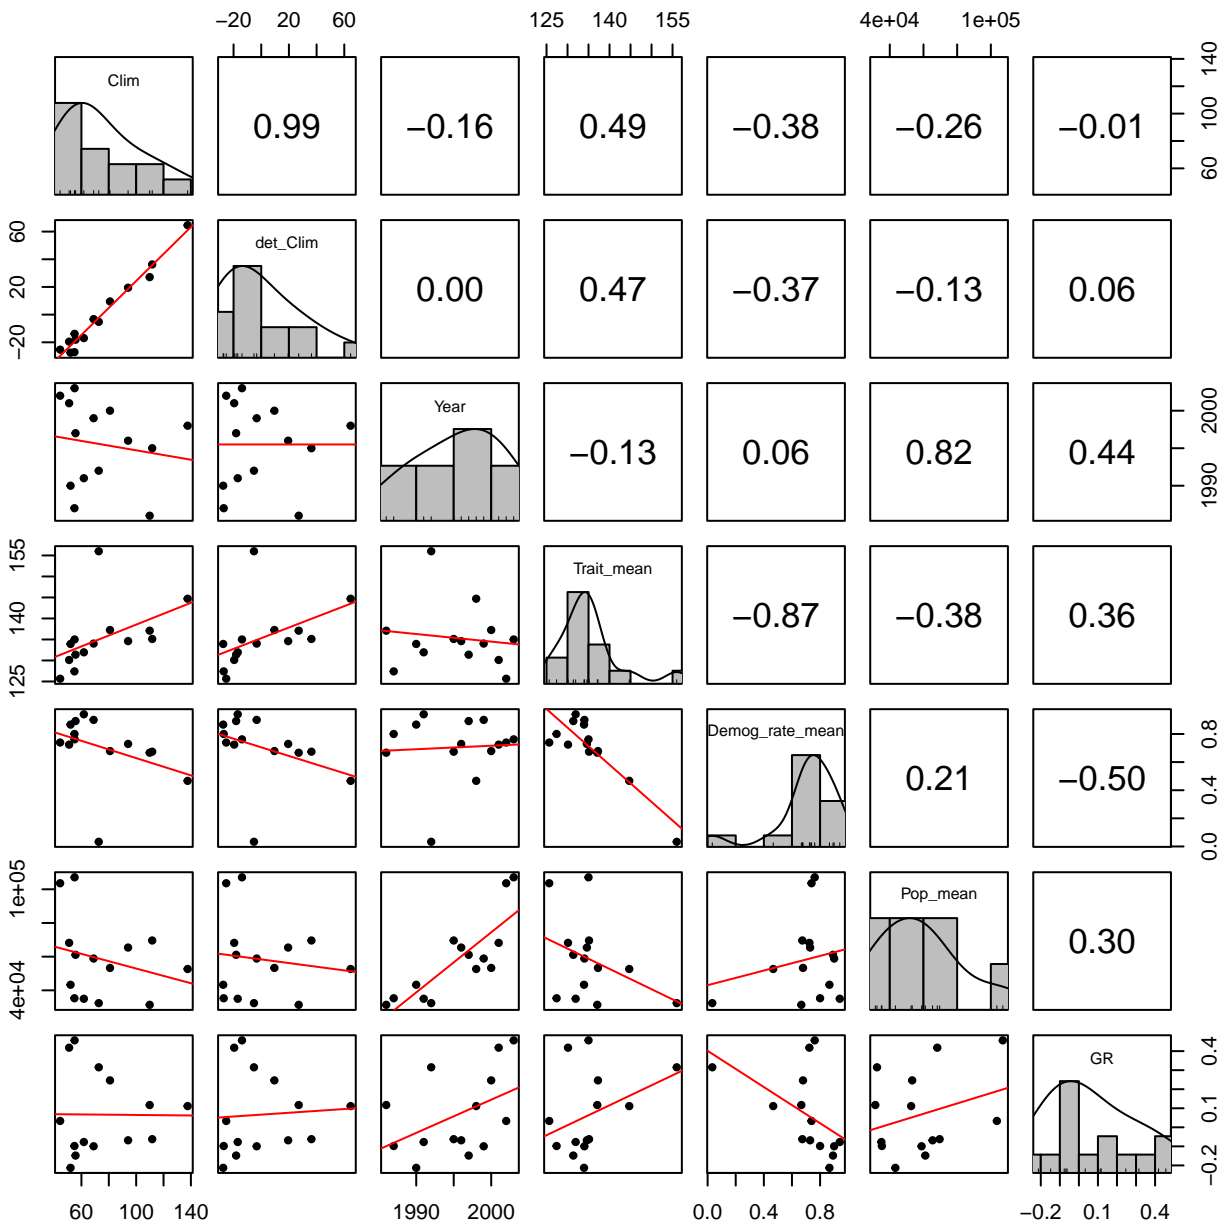 −20 20 60 125 140 155 4e+04 1e+05
Clim 0.99 −0.16 0.49 −0.38 −0.26 −0.01 60 100 140
−20 20 60 det_Clim 0.00 0.47 −0.37 −0.13 0.06
Year −0.13 0.06 0.82 0.44 1990 2000
125 140 155 Trait_mean −0.87 −0.38 0.36
Demog_rate_mean 0.21 −0.50 0.0 0.4 0.8
4e+04 1e+05 Pop_mean 0.30
GR −0.2 0.1 0.4
60 100 140 1990 2000 0.0 0.4 0.8 −0.2 0.1 0.4